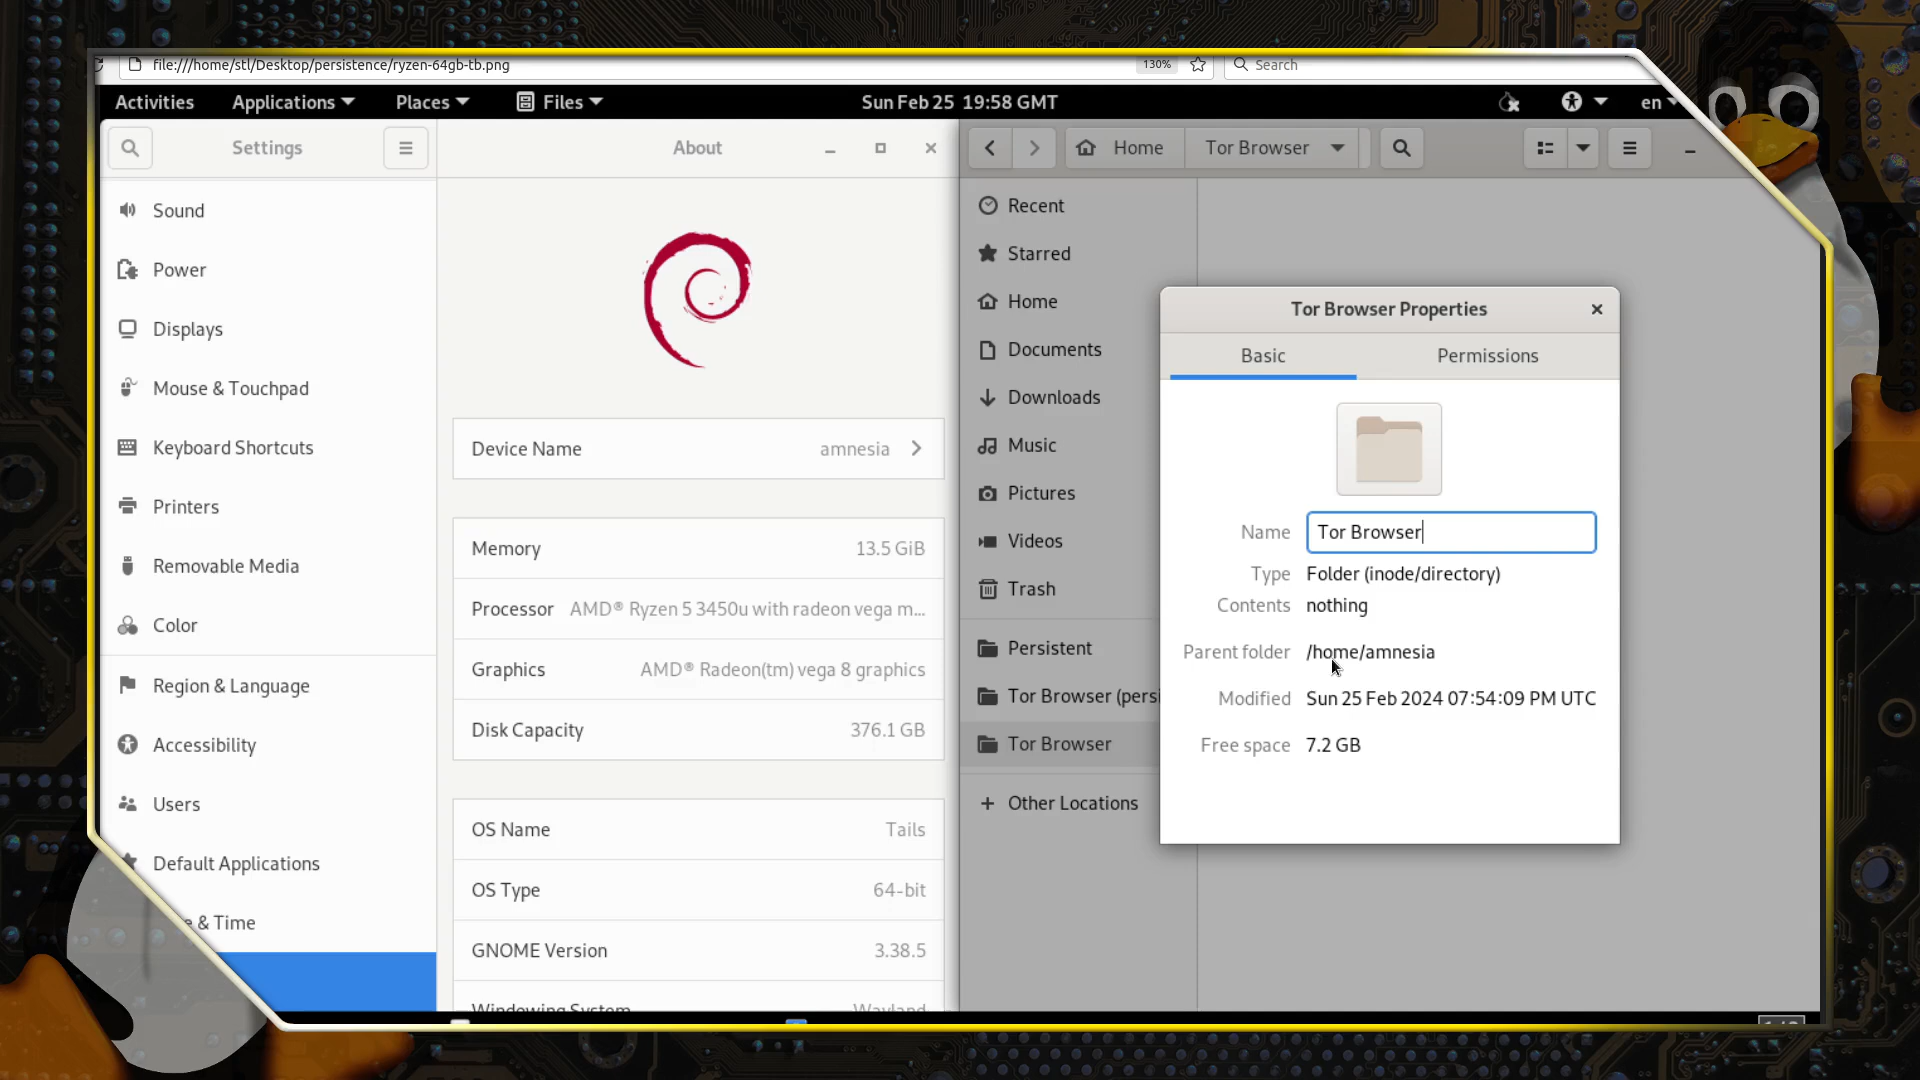 file:///home/stl/Desktop/persistence/ryzen-64gb-tb.png
130%
Search
Activities
Applications
Places
Files
Sun Feb 25 19:58 GMT
en
Settings
About
Home
Tor Browser
Sound
Power
Displays
Mouse & Touchpad
Keyboard Shortcuts
Printers
Removable Media
Color
Region & Language
Accessibility
Users
Default Applications
e & Time
Device Name
amnesia
Memory
13.5 GiB
Processor
AMD® Ryzen 5 3450u with radeon vega m...
Graphics
AMD® Radeon(tm) vega 8 graphics
Disk Capacity
376.1 GB
OS Name
Tails
OS Type
64-bit
GNOME Version
3.38.5
Windowing System
Wayland
Recent
Starred
Home
Documents
Downloads
Music
Pictures
Videos
Trash
Persistent
Tor Browser (persi
Tor Browser
Other Locations
Tor Browser Properties
Basic
Permissions
Name
Tor Browser
Type
Folder (inode/directory)
Contents
nothing
Parent folder
/home/amnesia
Modified
Sun 25 Feb 2024 07:54:09 PM UTC
Free space
7.2 GB